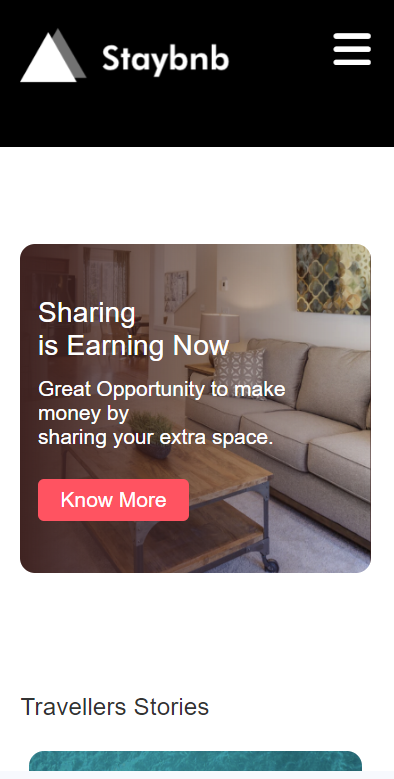 Staybnb
Sharing
is Earning Now
Great Opportunity to make
money by
sharing your extra space.
Know More
Travellers Stories